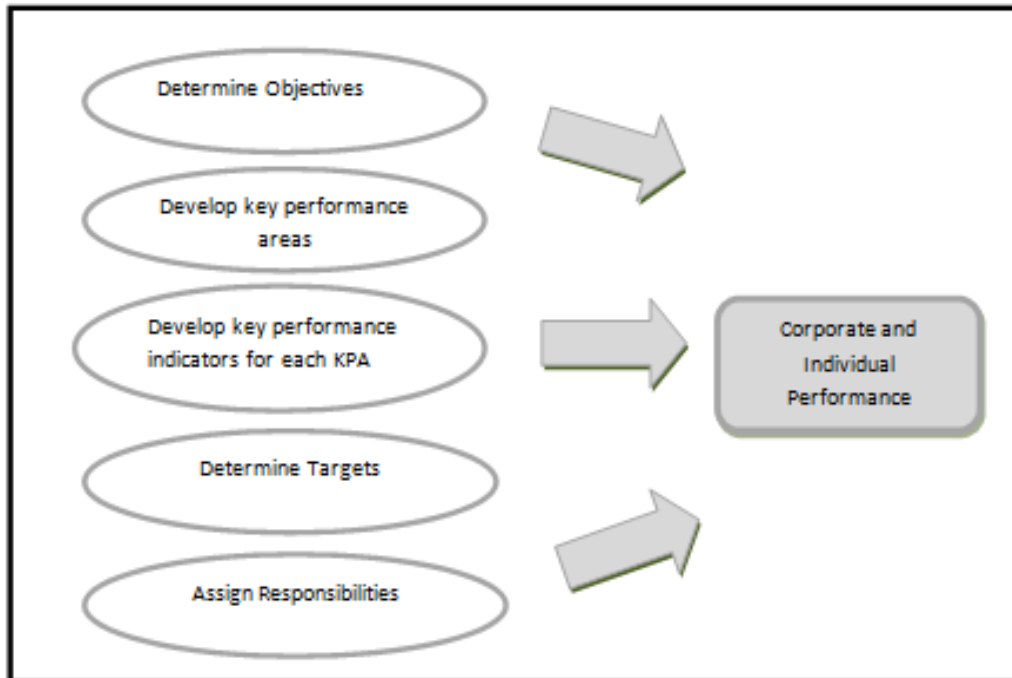 Determine Objectives
Develop key performance
areas
Develop key performance
indicators for each KPA
Corporate and
Individual
Performance
Determine Targets
Assign Responsibilities